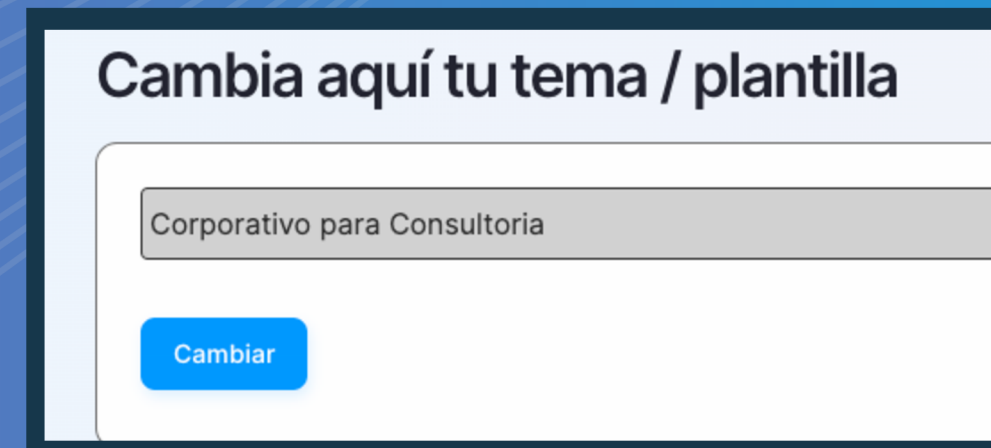 Cambia aquí tu tema / plantilla
Corporativo para Consultoria
Cambiar